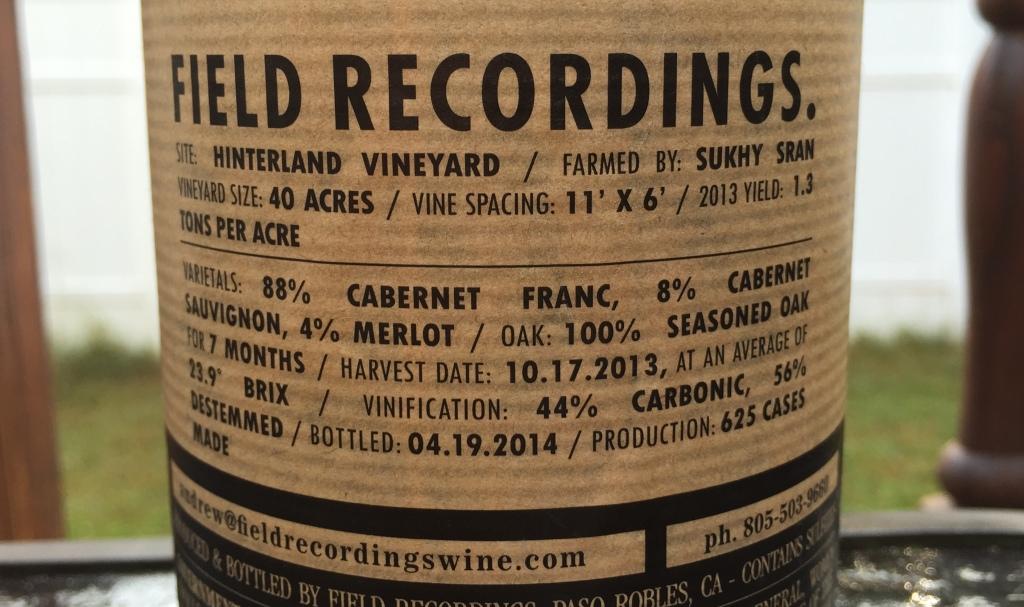 FIELD RECORDINGS.
SITE: HINTERLAND VINEYARD / FARMED BY: SUKHY SRAN
VINEYARD SIZE: 40 ACRES / VINE SPACING: 11' X 6' / 2013 YIELD: 1.3
TONS PER ACRE
VARIETALS: 88% CABERNET FRANC, 8% CABERNET
SAUVIGNON, 4% MERLOT / OAK: 100% SEASONED OAK
FOR 7 MONTHS / HARVEST DATE: 10.17.2013, AT AN AVERAGE OF
23.9° BRIX / VINIFICATION: 44% CARBONIC, 56%
DESTEMMED / BOTTLED: 04.19.2014 / PRODUCTION: 625 CASES
MADE
andrew@fieldrecordingswine.com
ph. 805-503-9660
& BOTTLED BY FIELD RECORDINGS, PASO ROBLES, CA - CONTAINS